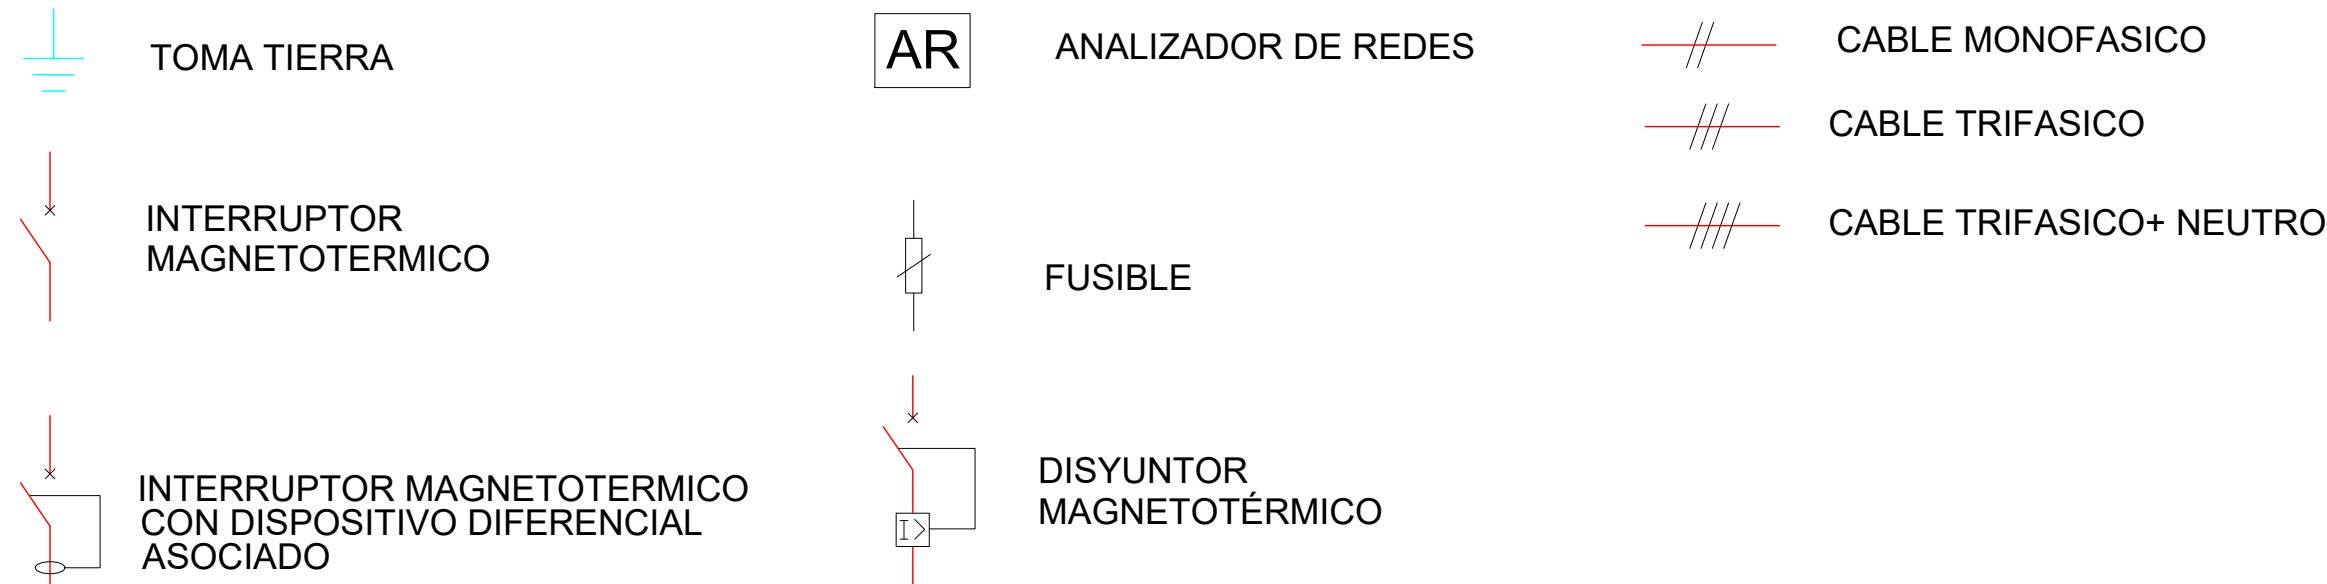 TOMA TIERRA
INTERRUPTOR
MAGNETOTERMICO
INTERRUPTOR MAGNETOTERMICO
CON DISPOSITIVO DIFERENCIAL
ASOCIADO
AR
ANALIZADOR DE REDES
FUSIBLE
I>
DISYUNTOR
MAGNETOTÉRMICO
CABLE MONOFASICO
CABLE TRIFASICO
CABLE TRIFASICO+ NEUTRO